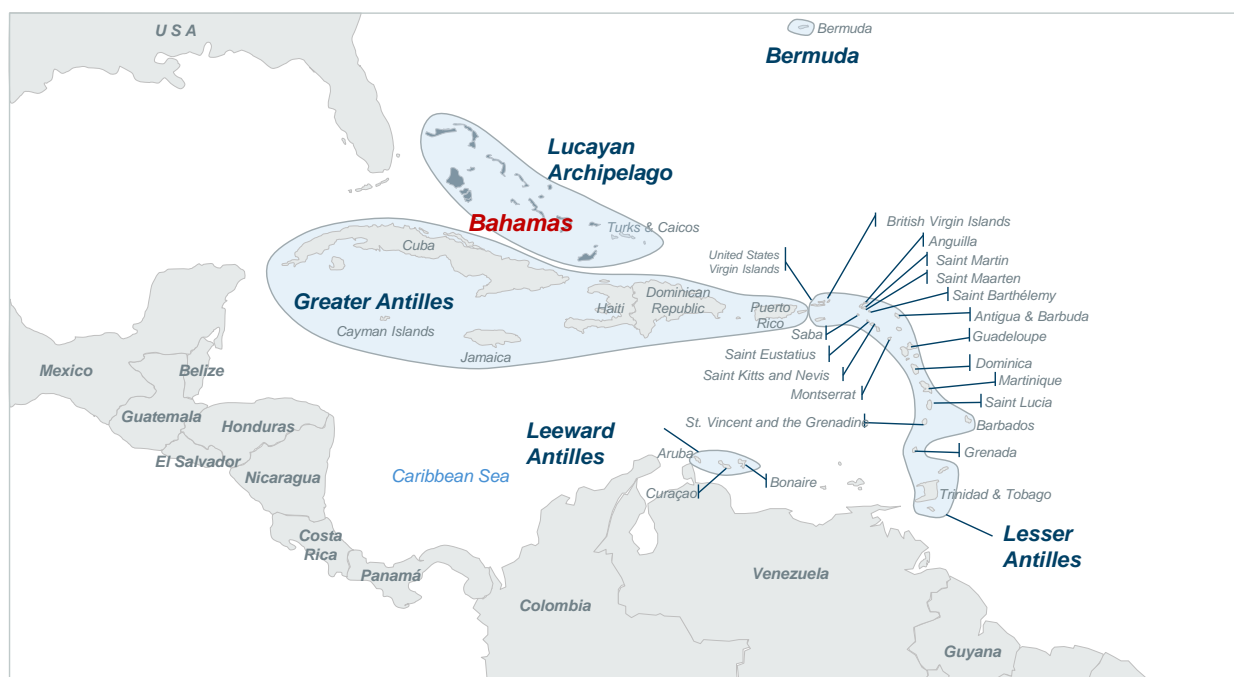 USA
Bermuda
Bermuda
Lucayan
Archipelago
Bahamas
Turks & Caicos
British Virgin Islands
Anguilla
Saint Martin
Saint Maarten
Saint Barthélemy
Antigua & Barbuda
Guadeloupe
Dominica
Martinique
Saint Lucia
Barbados
Grenada
Trinidad & Tobago
Lesser
Antilles
United States
Virgin Islands
Cuba
Greater Antilles
Cayman Islands
Jamaica
Haiti
Dominican
Republic
Puerto
Rico
Saba
Saint Eustatius
Saint Kitts and Nevis
Montserrat
St. Vincent and the Grenadine
Leeward
Antilles
Aruba
Curaçao
Bonaire
Caribbean Sea
Mexico
Belize
Guatemala
Honduras
El Salvador
Nicaragua
Costa
Rica
Panamá
Colombia
Venezuela
Guyana